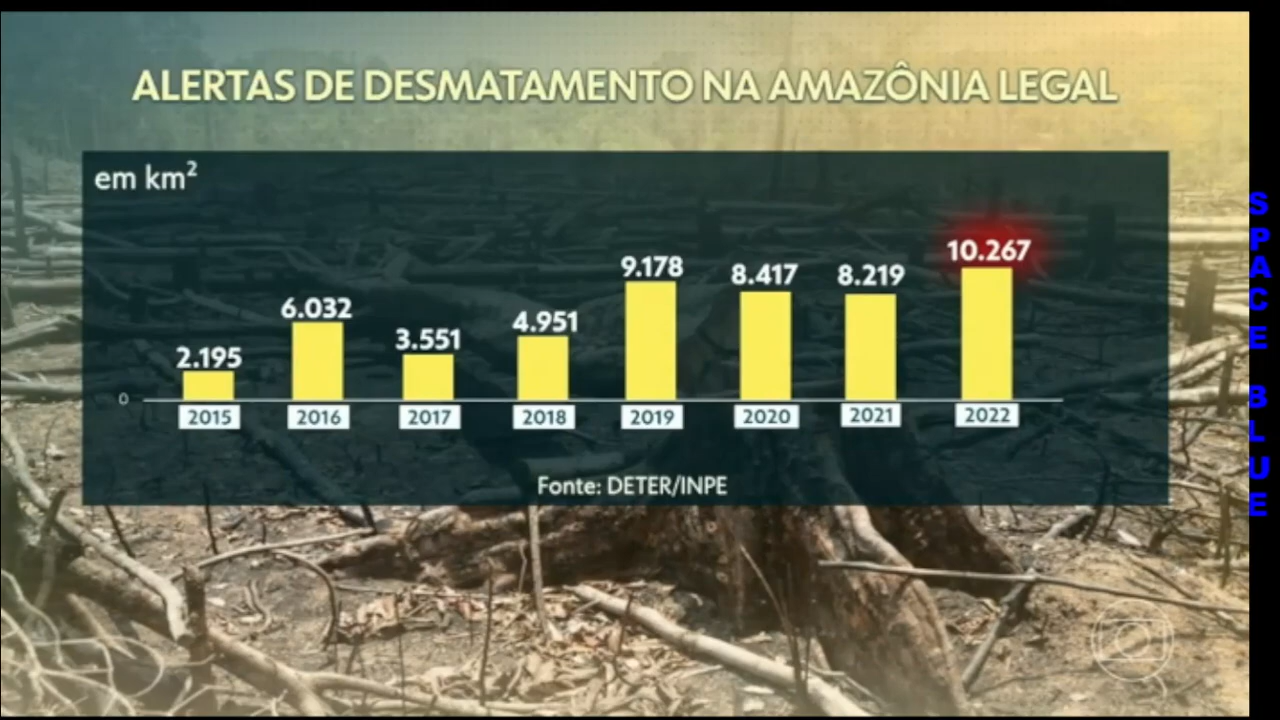 ALERTAS DE DESMATAMENTO NA AMAZÔNIA LEGAL
em km²
10.267
9.178
8.417
8.219
6.032
4.951
3.551
2.195
0
2015 2016 2017 2018 2019 2020 2021 2022
Fonte: DETER/INPE
SPACE BLUE